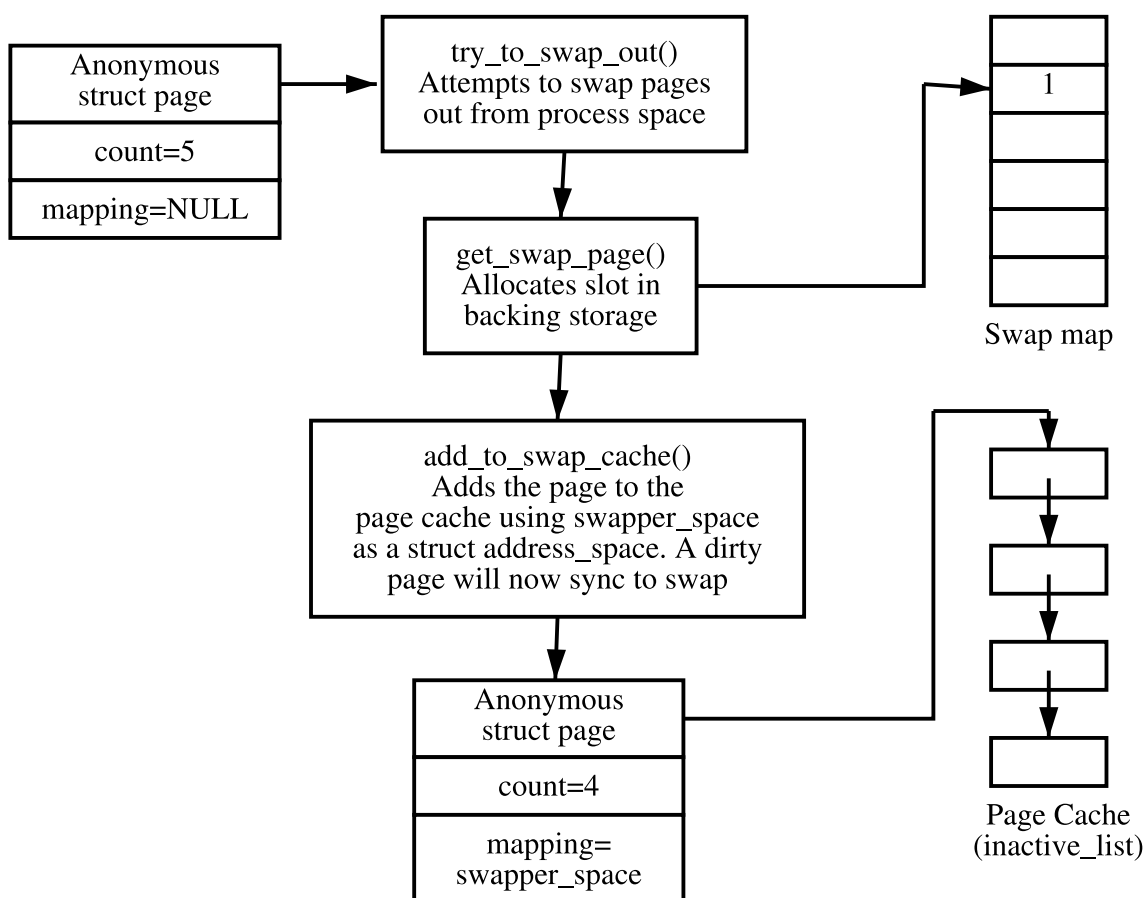 Anonymous
struct page
count=5
mapping=NULL
try_to_swap_out()
Attempts to swap pages
out from process space
get_swap_page()
Allocates slot in
backing storage
1
Swap map
add_to_swap_cache()
Adds the page to the
page cache using swapper_space
as a struct address_space. A dirty
page will now sync to swap
Anonymous
struct page
count=4
mapping=
swapper_space
Page Cache
(inactive_list)